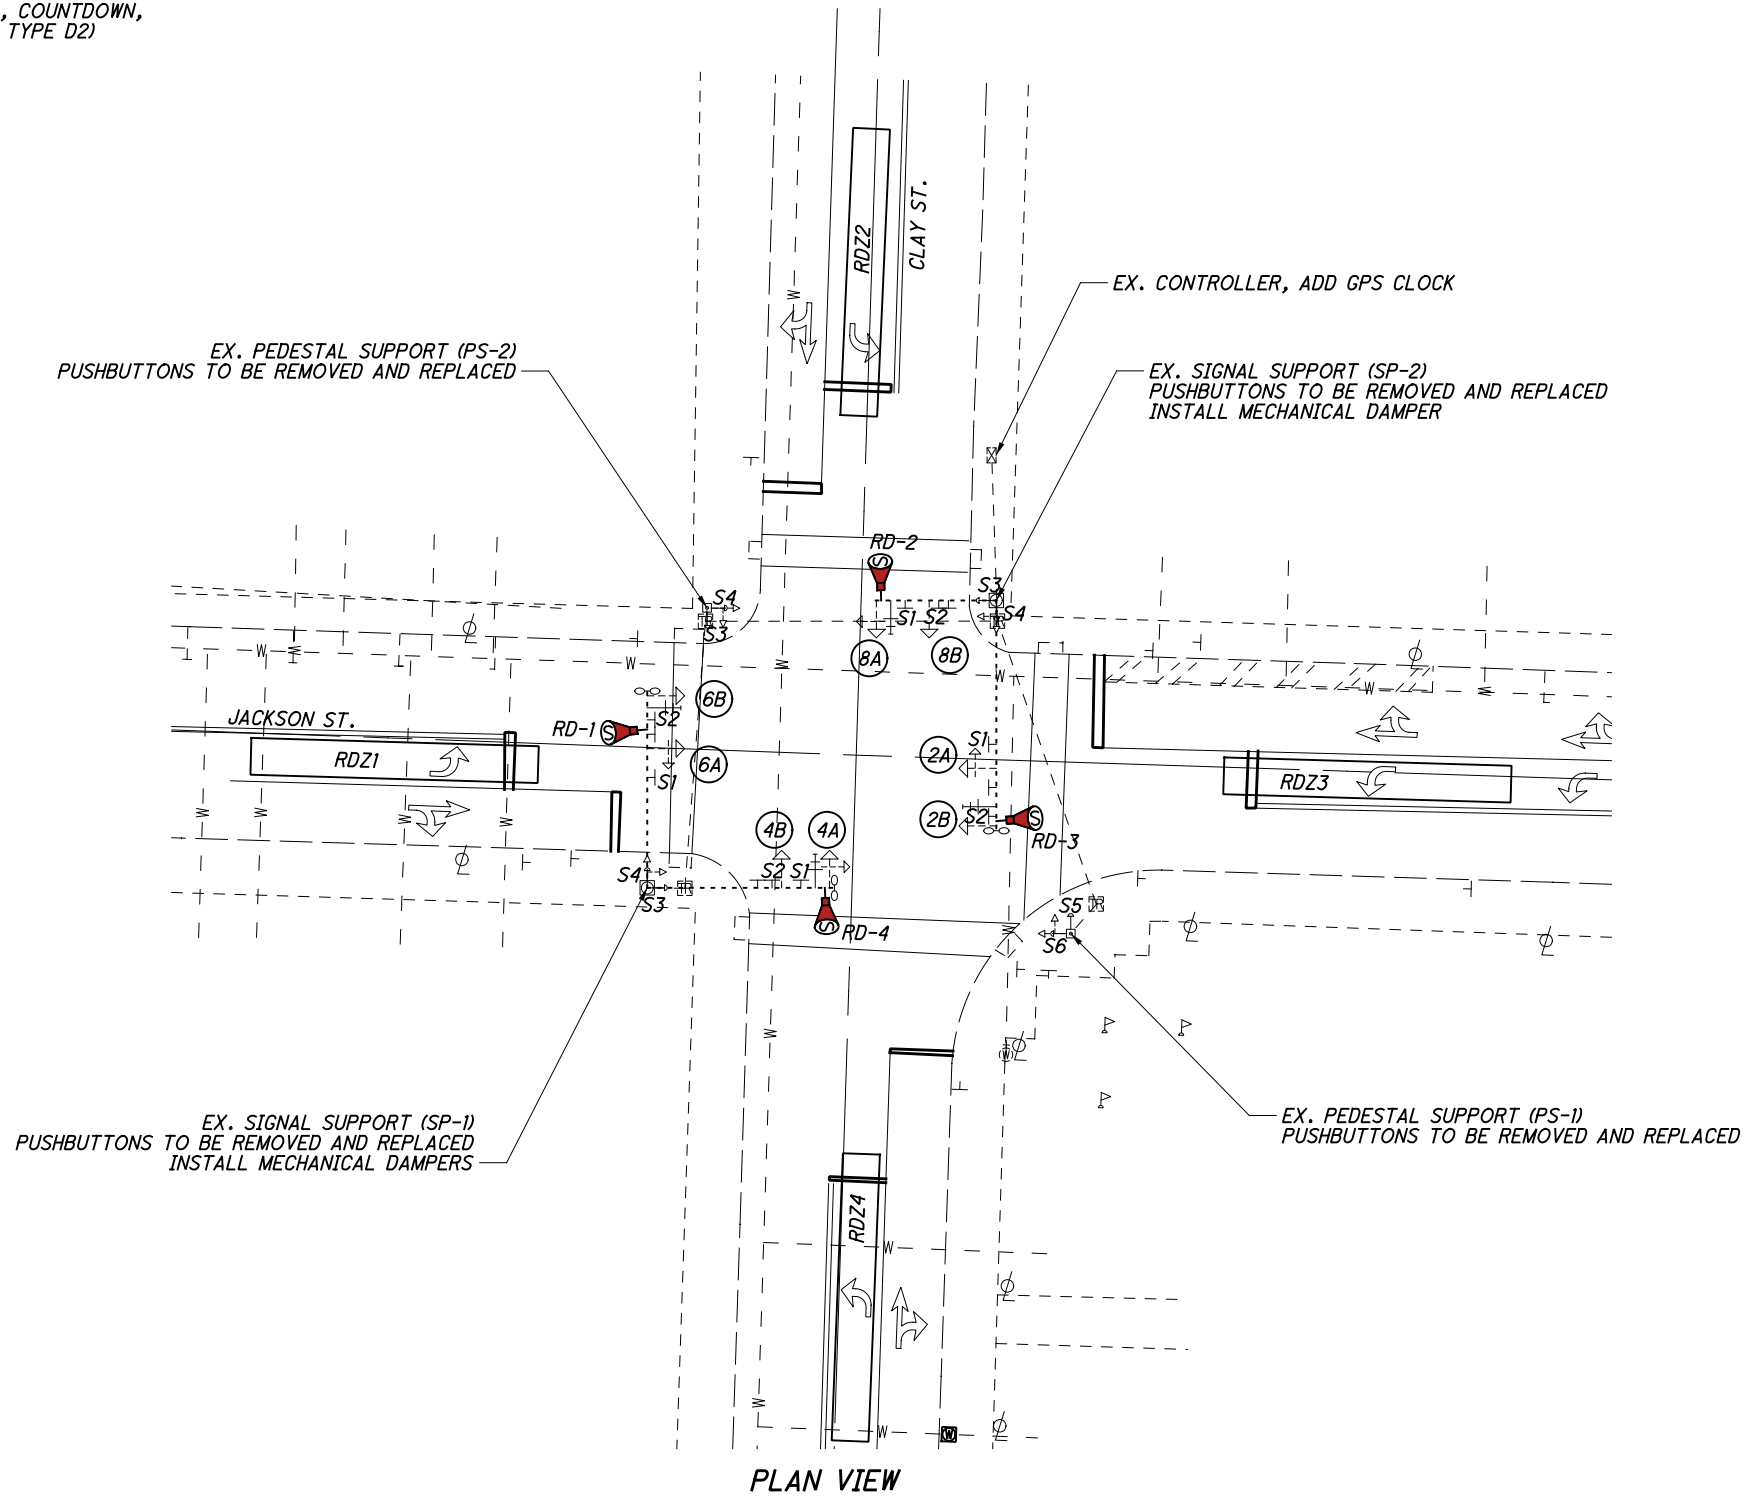 , COUNTDOWN,
TYPE D2)
RDZ2
CLAY ST.
EX. CONTROLLER, ADD GPS CLOCK
EX. PEDESTAL SUPPORT (PS-2)
PUSHBUTTONS TO BE REMOVED AND REPLACED
EX. SIGNAL SUPPORT (SP-2)
PUSHBUTTONS TO BE REMOVED AND REPLACED
INSTALL MECHANICAL DAMPER
W
RD-2
S
S4
S3
S3
S4
S1
S2
8A
8B
W
W
W
W
W
W
W
W
6B
S2
JACKSON ST.
RD-1
S
RDZ1
6A
S1
S1
2A
RDZ3
2B
S2
S
RD-3
W
W
W
W
4B
4A
S2
S1
S4
S3
S5
S6
S
RD-4
W
W
W
EX. SIGNAL SUPPORT (SP-1)
PUSHBUTTONS TO BE REMOVED AND REPLACED
INSTALL MECHANICAL DAMPERS
EX. PEDESTAL SUPPORT (PS-1)
PUSHBUTTONS TO BE REMOVED AND REPLACED
RDZ4
W
W
W
W
PLAN VIEW